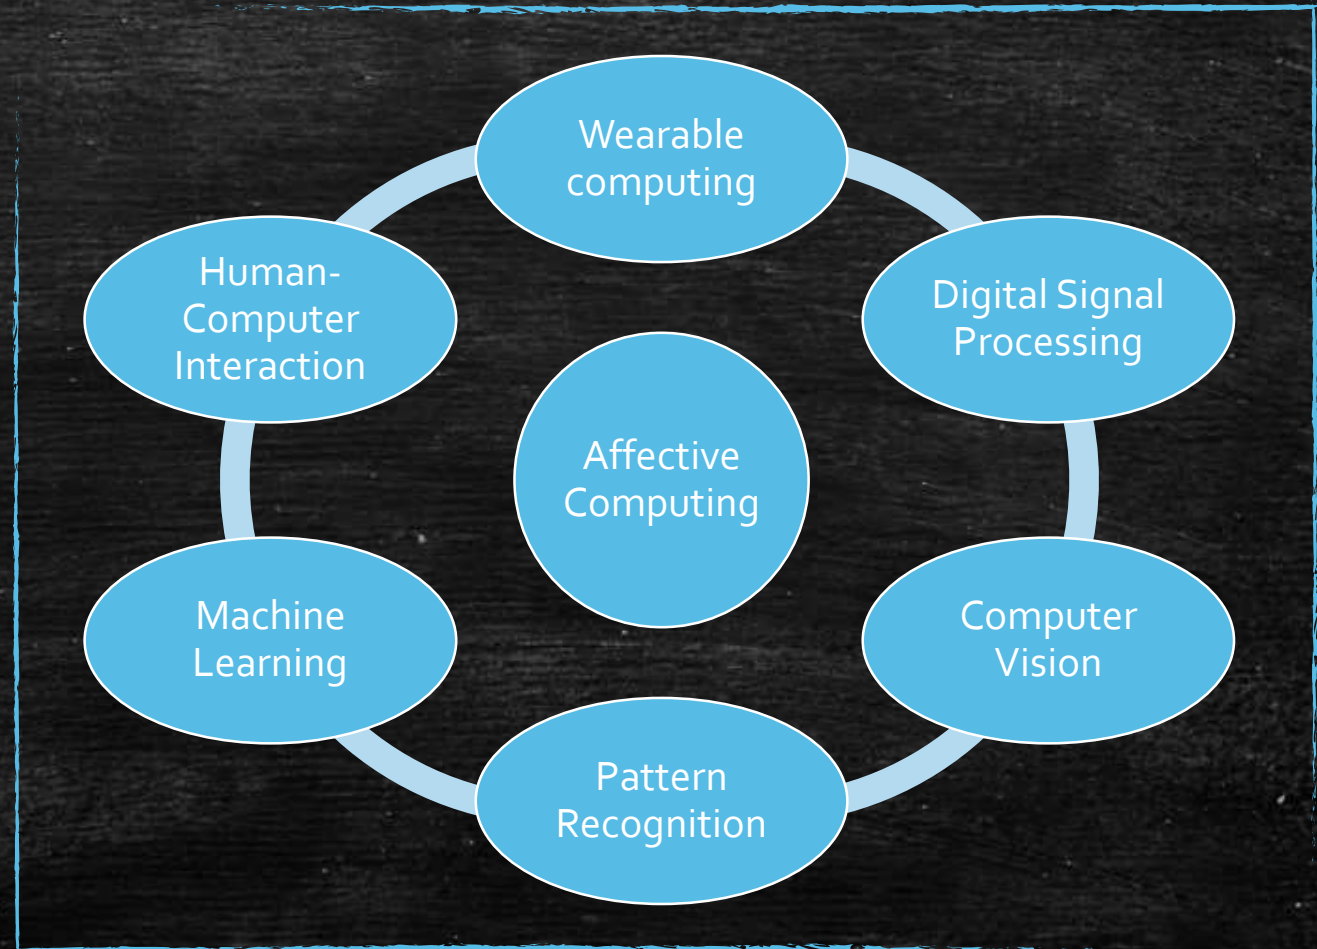 Wearable
computing
Digital Signal
Processing
Computer
Vision
Pattern
Recognition
Machine
Learning
Human-
Computer
Interaction
Affective
Computing